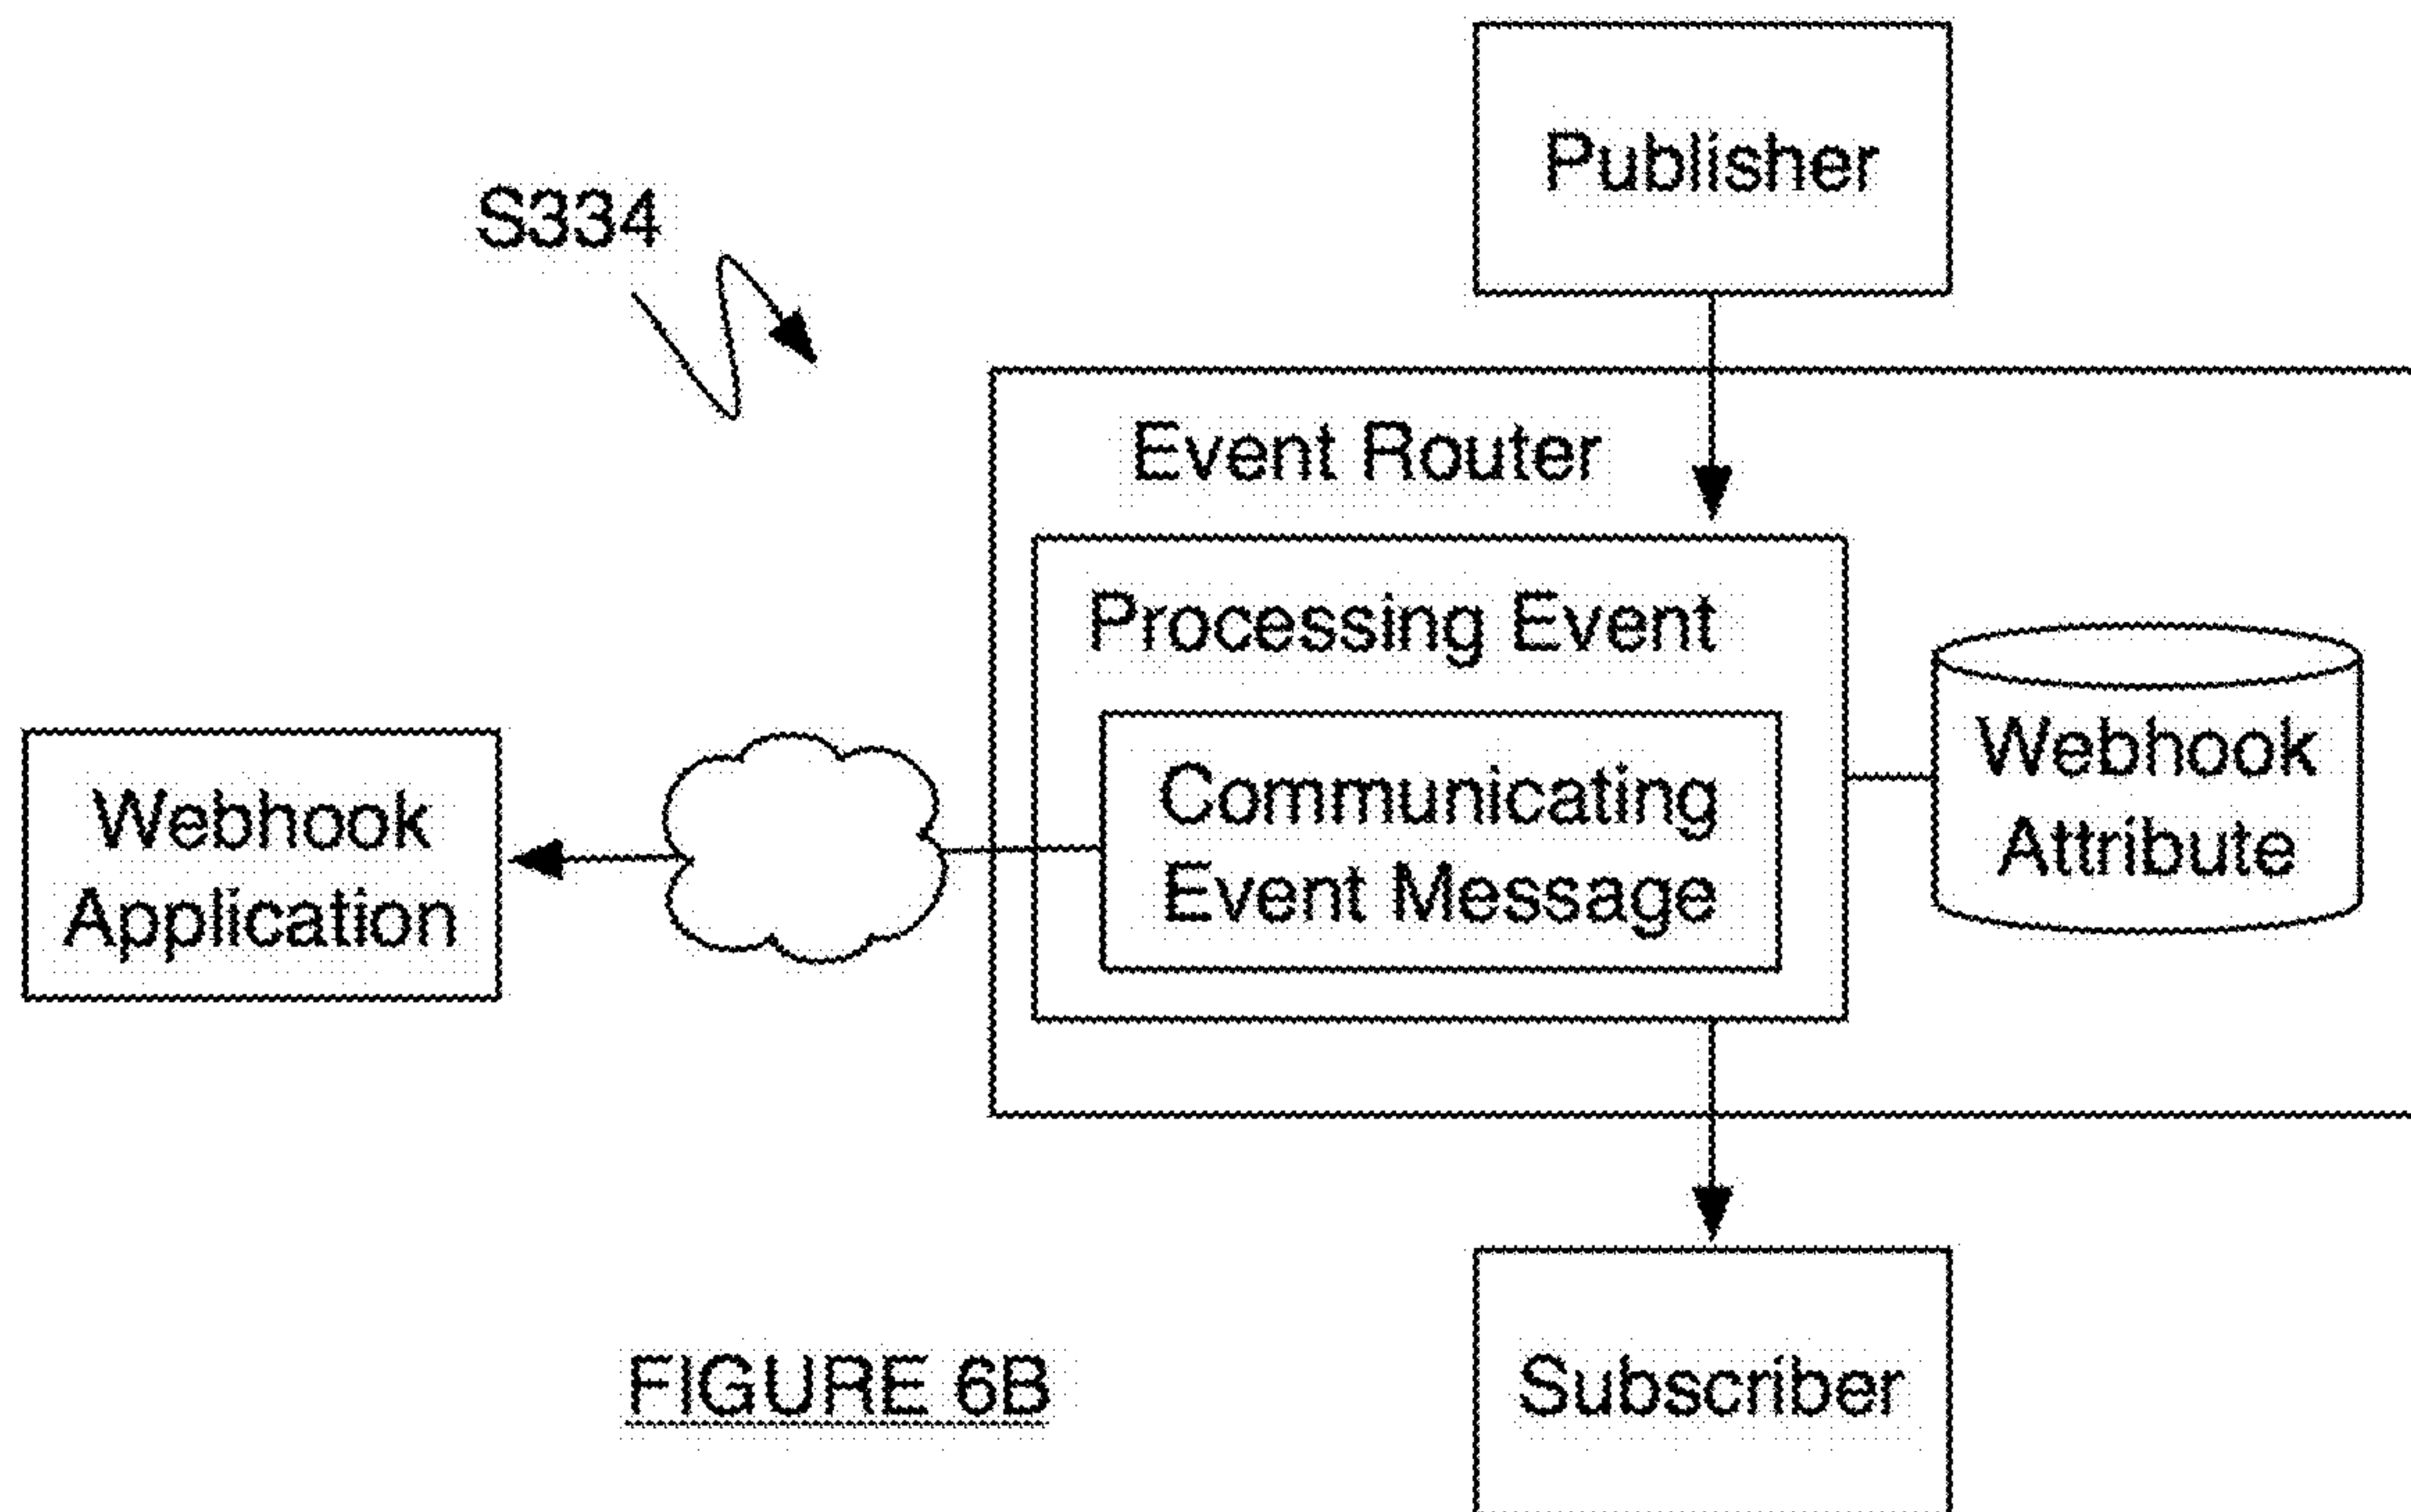 Publisher
S334
Event Router
Processing Event
Communicating
Event Message
Webhook
Attribute
Webhook
Application
Subscriber
FIGURE 6B